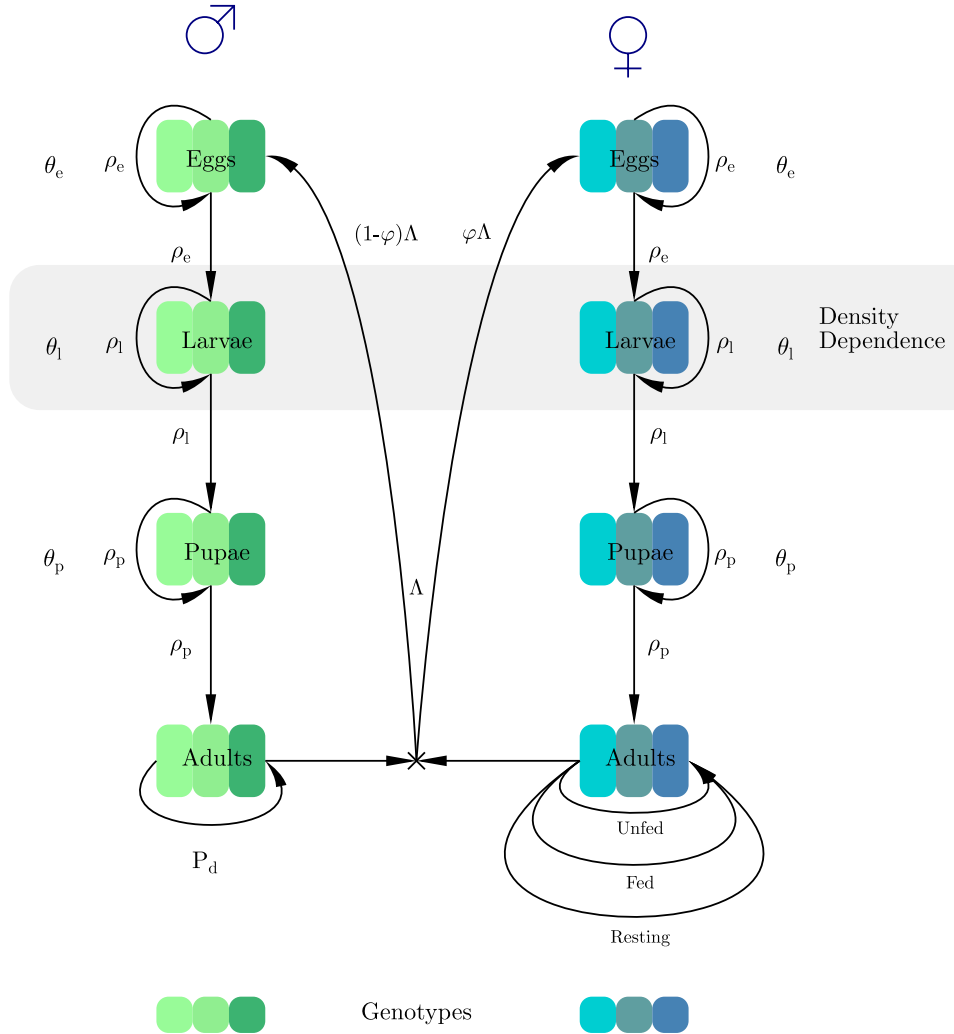 ♂ ♀
θe ρe Eggs Eggs ρe θe
(1-φ)Λ φΛ
ρe ρe
Density
Dependence
θl ρl Larvae Larvae ρl θl
ρl ρl
θp ρp Pupae Pupae ρp θp
Λ
ρp ρp
Adults Adults
Unfed
Pd
Fed
Resting
Genotypes